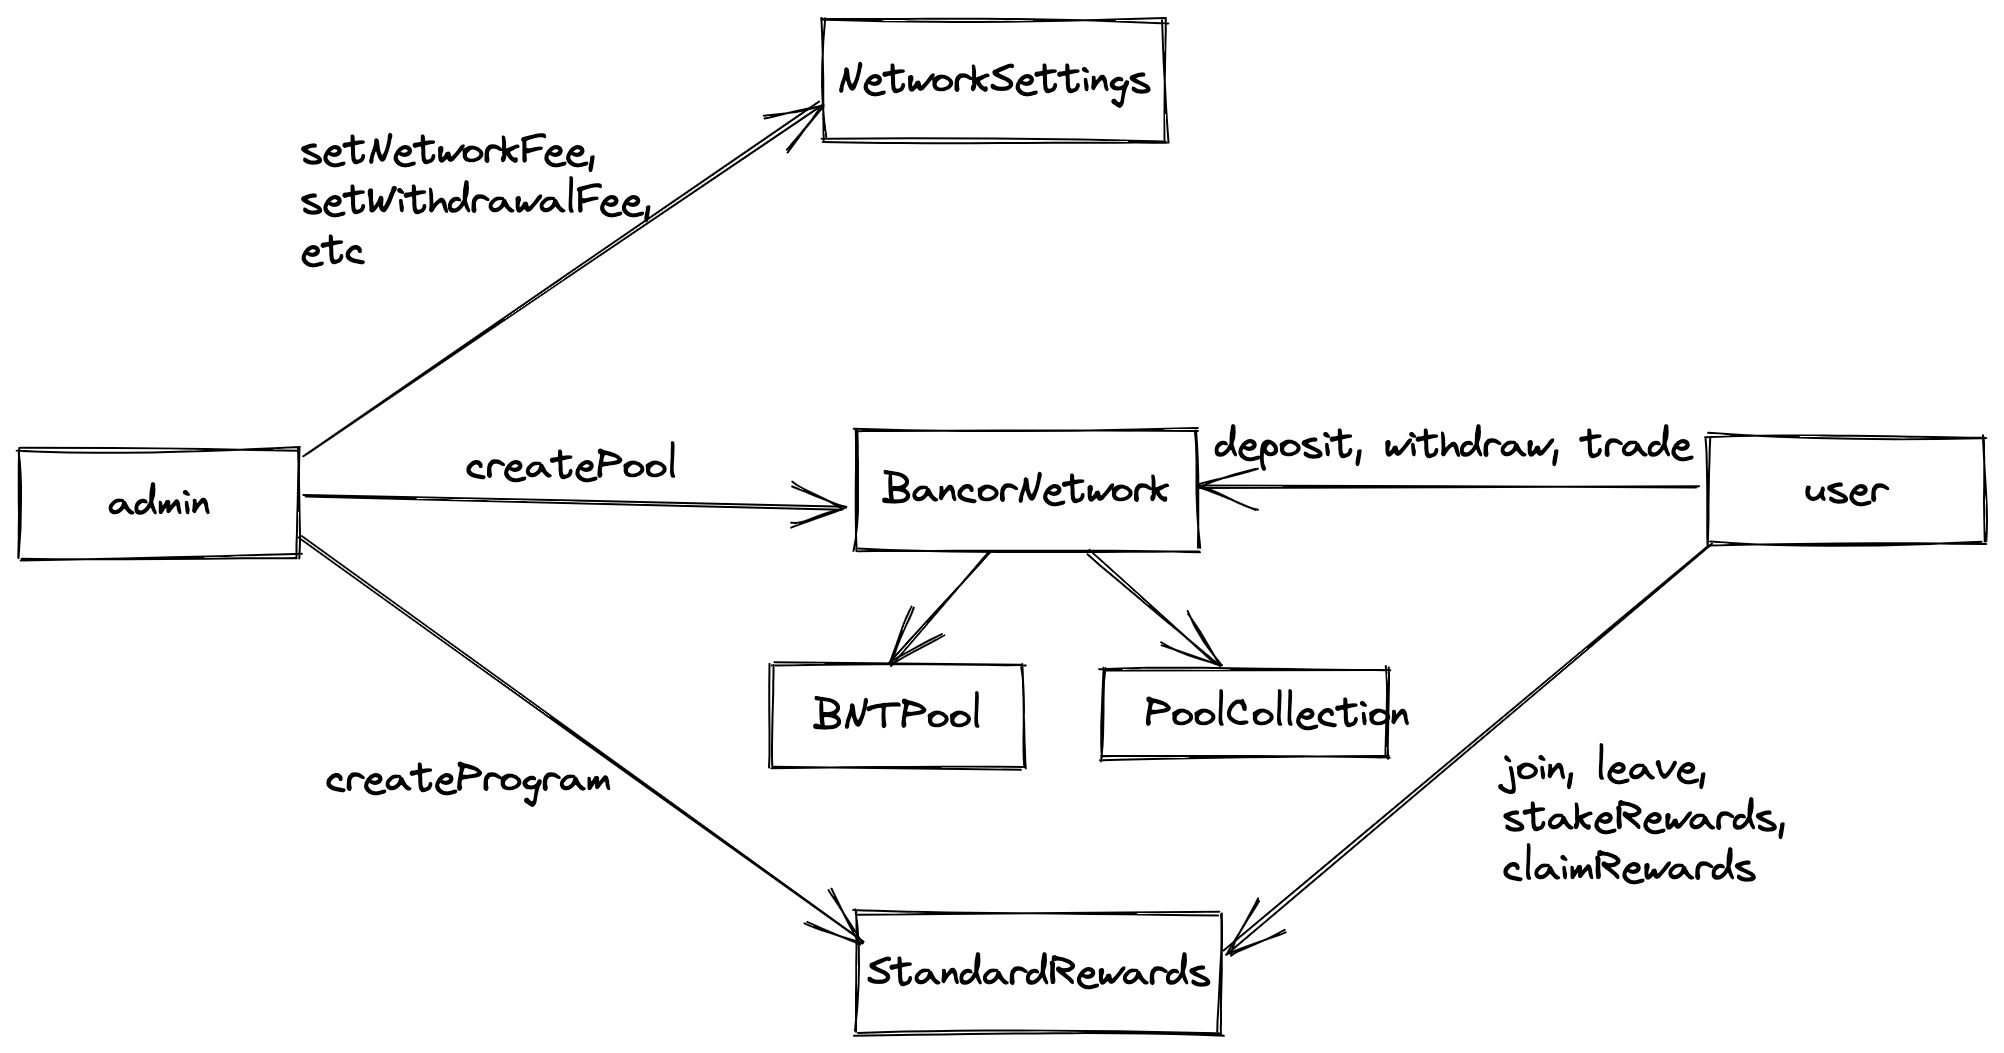 NetworkSettings
setNetworkFee,
setWithdrawalFee,
etc
admin
createPool
BancorNetwork
deposit, withdraw, trade
user
BNTPool
PoolCollection
createProgram
join, leave,
stakeRewards,
claimRewards
StandardRewards